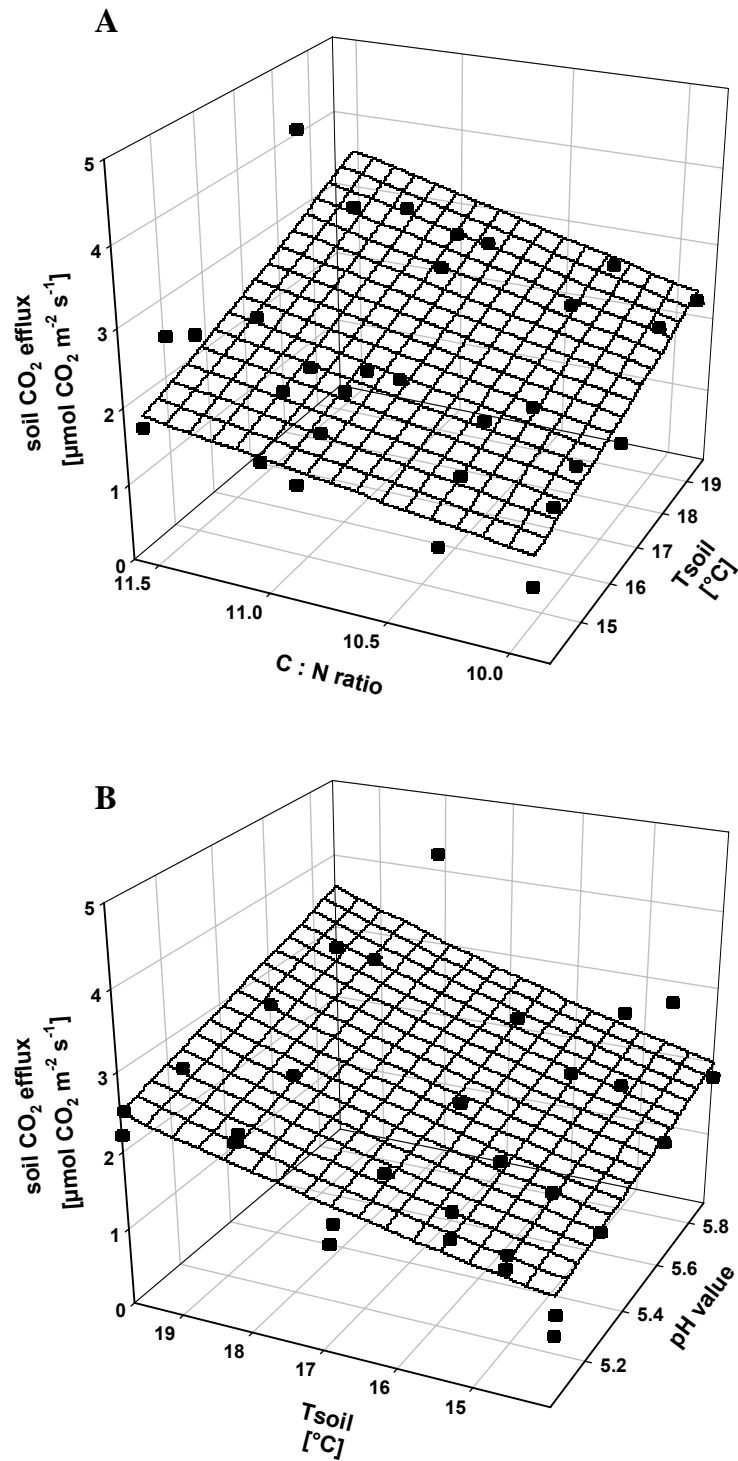 A
5
4
3
2
1
0
soil CO₂ efflux
[µmol CO₂ m⁻² s⁻¹]
11.5
11.0
10.5
10.0
C : N ratio
19
18
17
16
15
Tsoil
[°C]
B
5
4
3
2
1
0
soil CO₂ efflux
[µmol CO₂ m⁻² s⁻¹]
19
18
17
16
15
Tsoil
[°C]
5.8
5.6
5.4
5.2
pH value